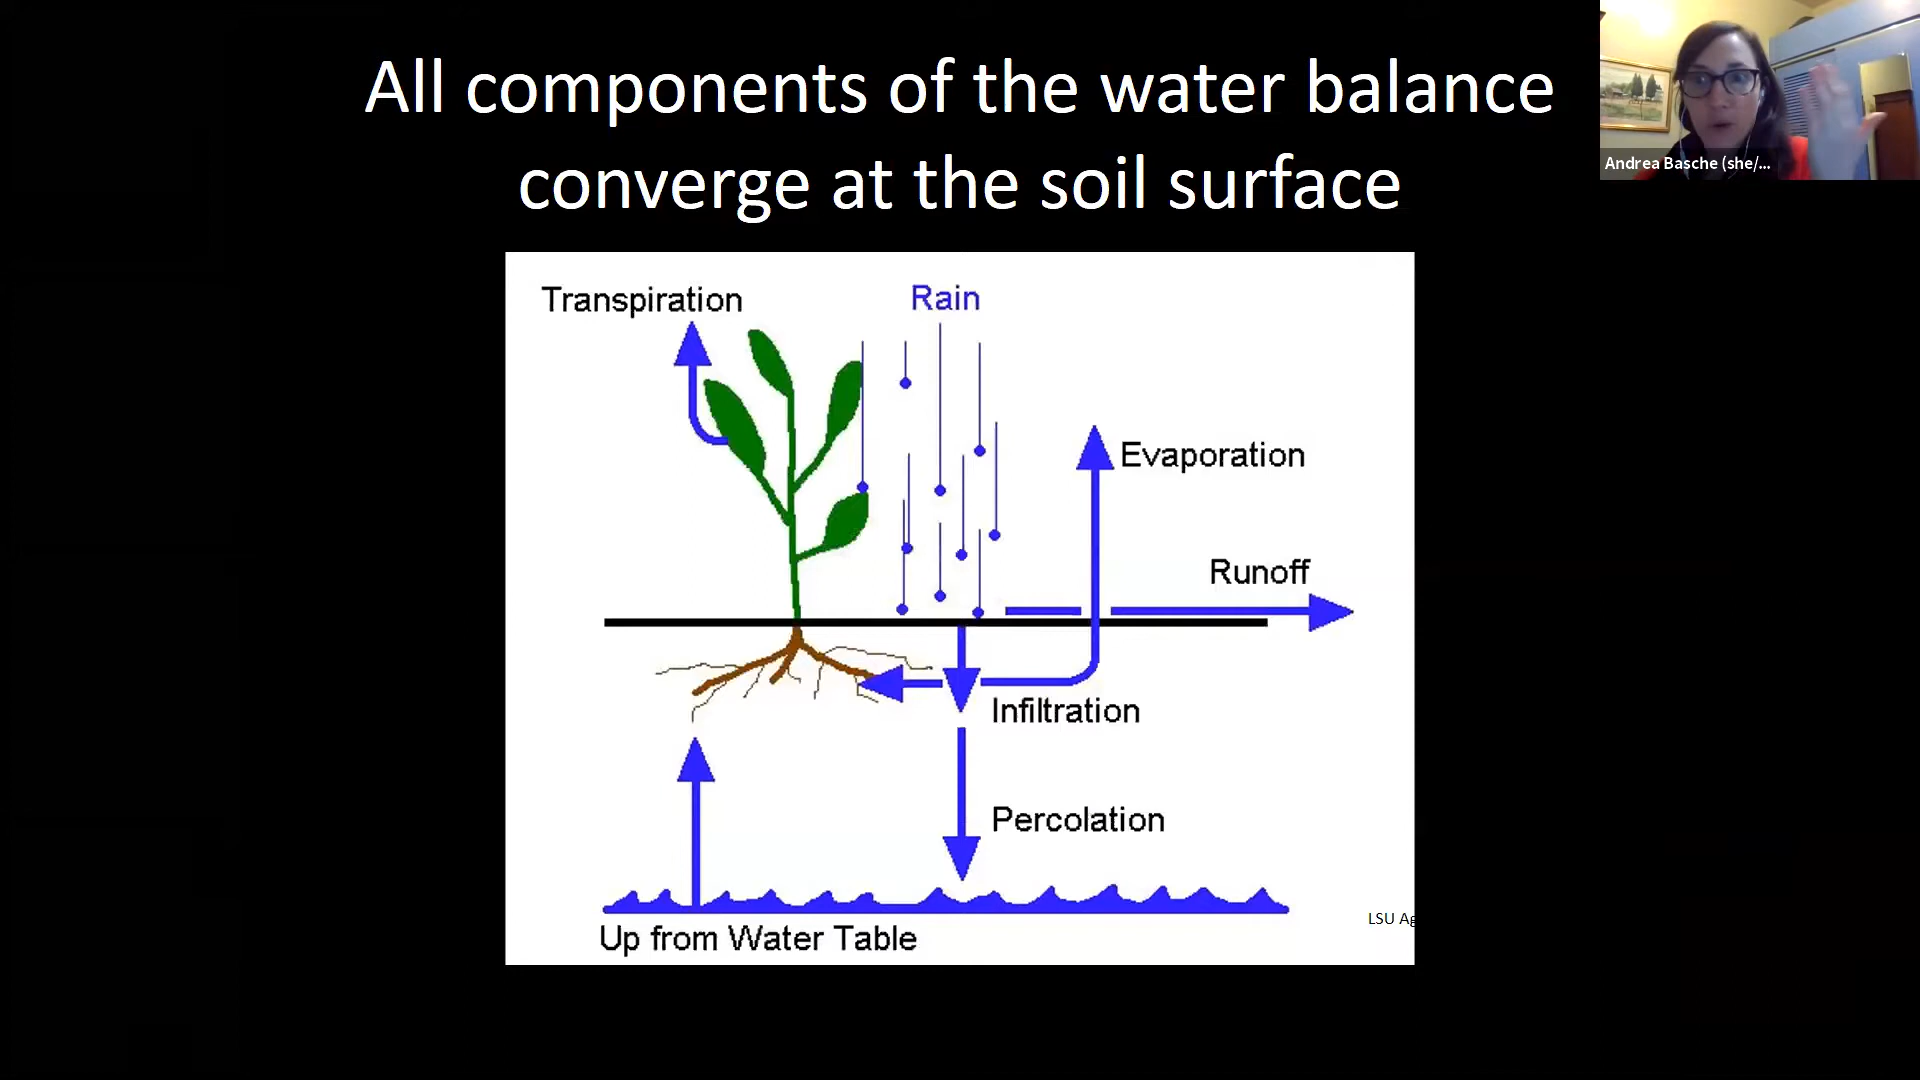 All components of the water balance
converge at the soil surface
Andrea Basche (she/...
Transpiration
Rain
Evaporation
Runoff
Infiltration
Percolation
LSU Ag
Up from Water Table